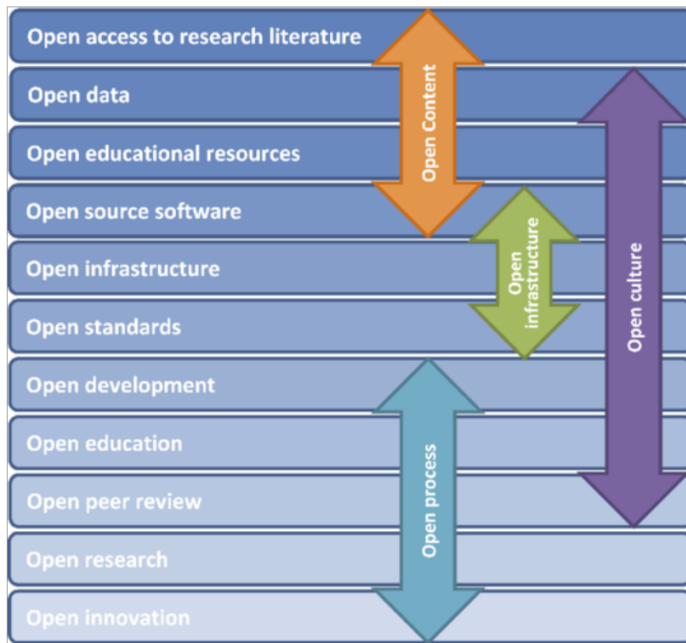 Open access to research literature
Open data
Open educational resources
Open source software
Open infrastructure
Open standards
Open development
Open education
Open peer review
Open research
Open innovation
Open Content
Open
infrastructure
Open culture
Open process